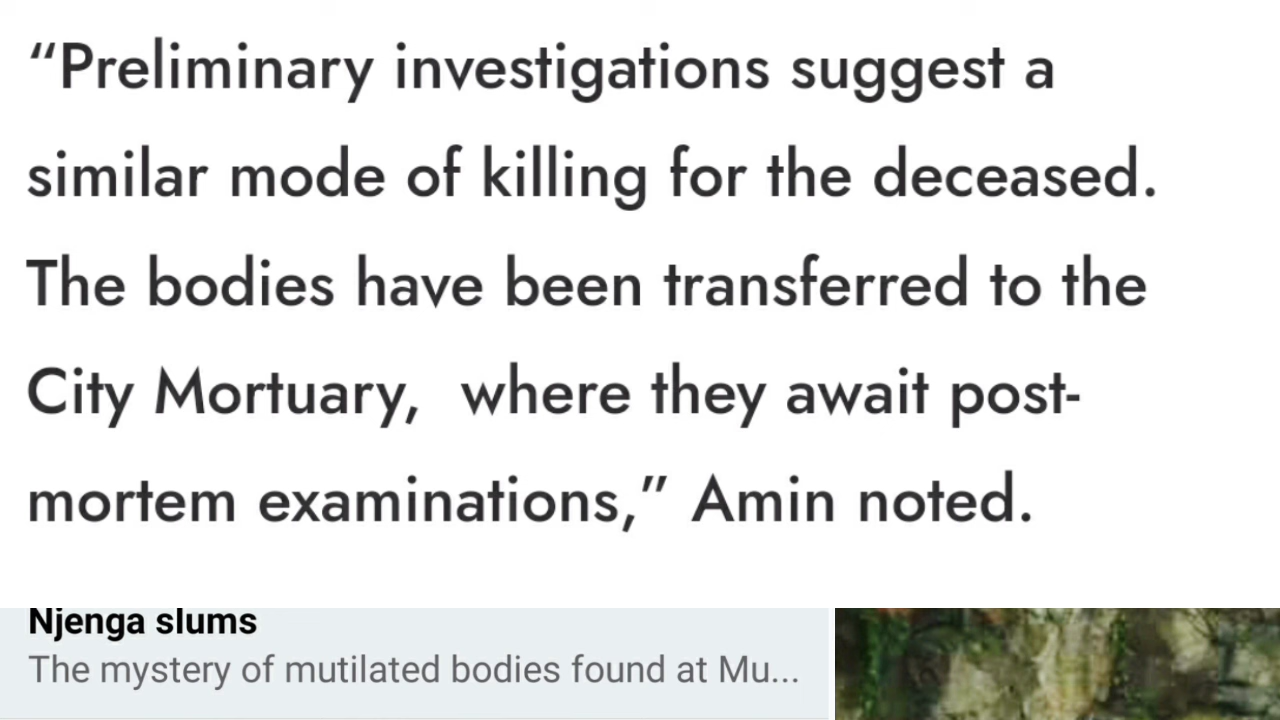 “Preliminary investigations suggest a
similar mode of killing for the deceased.
The bodies have been transferred to the
City Mortuary,  where they await post-
mortem examinations,” Amin noted.
Njenga slums
The mystery of mutilated bodies found at Mu...